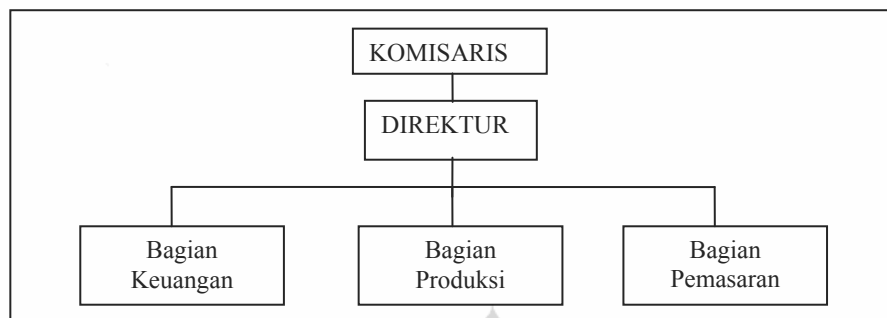 KOMISARIS
DIREKTUR
Bagian
Keuangan
Bagian
Produksi
Bagian
Pemasaran